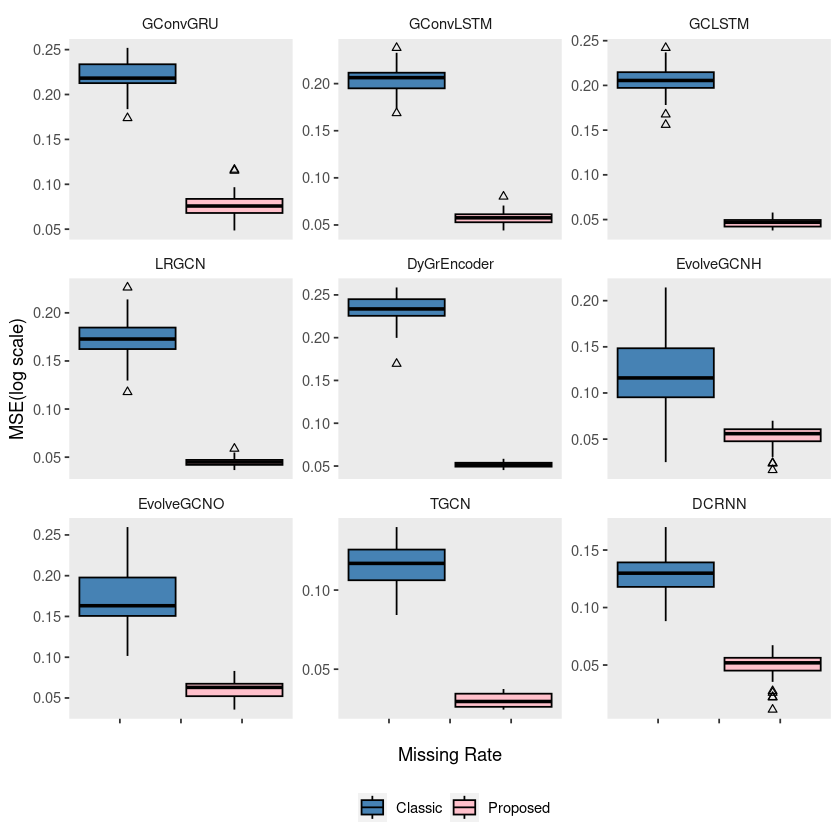 GConvGRU GConvLSTM GCLSTM
0.25 0.20 0.15 0.10 0.05
0.20 0.15 0.10 0.05
0.25 0.20 0.15 0.10 0.05
LRGCN DyGrEncoder EvolveGCNH
0.20 0.15 0.10 0.05
0.25 0.20 0.15 0.10 0.05
0.20 0.15 0.10 0.05
MSE(log scale)
EvolveGCNO TGCN DCRNN
0.25 0.20 0.15 0.10 0.05
0.10 0.05
0.15 0.10 0.05
Missing Rate
Classic Proposed